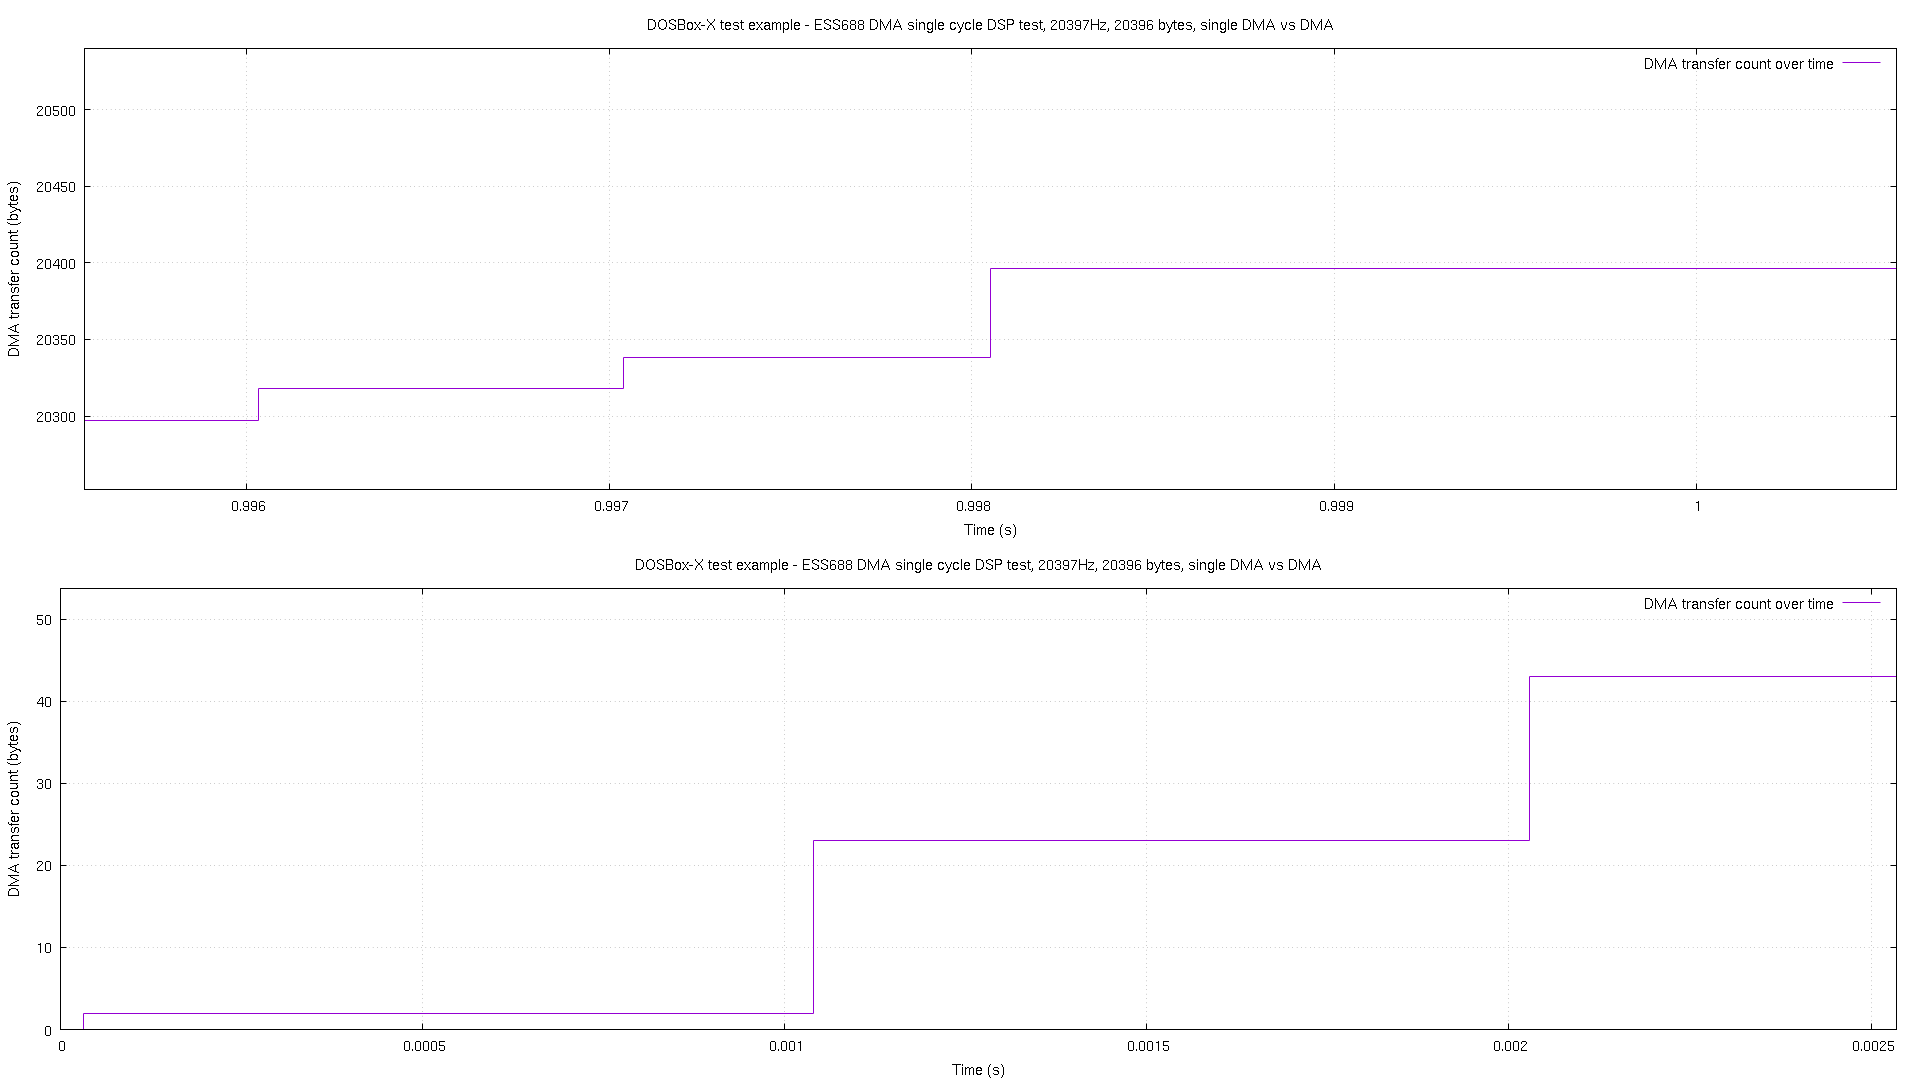 DOSBox-X test example - ESS688 DMA single cycle DSP test, 20397Hz, 20396 bytes, single DMA vs DMA
DMA transfer count over time
DMA transfer count (bytes)
20500
20450
20400
20350
20300
0.996 0.997 0.998 0.999 1
Time (s)
DOSBox-X test example - ESS688 DMA single cycle DSP test, 20397Hz, 20396 bytes, single DMA vs DMA
DMA transfer count over time
DMA transfer count (bytes)
50
40
30
20
10
0
0 0.0005 0.001 0.0015 0.002 0.0025
Time (s)